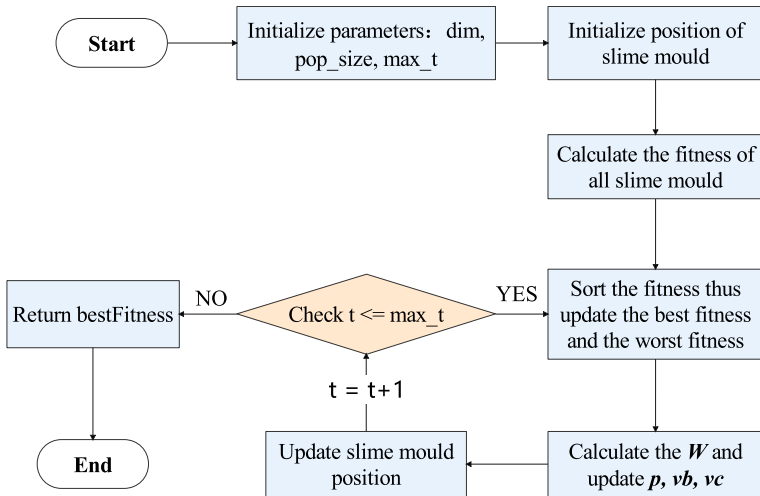 Start
Initialize parameters：dim,
pop_size, max_t
Initialize position of
slime mould
Calculate the fitness of
all slime mould
Sort the fitness thus
update the best fitness
and the worst fitness
YES
Check t <= max_t
NO
Return bestFitness
t = t+1
End
Update slime mould
position
Calculate the W and
update p, vb, vc